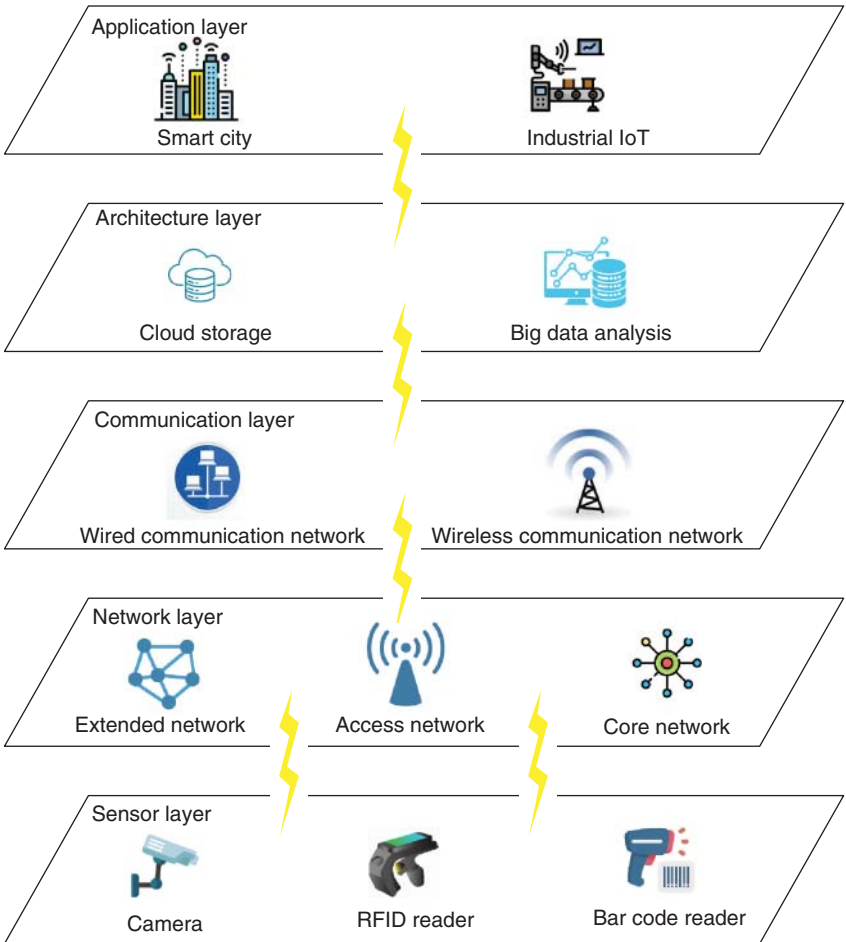 Application layer
Smart city
Industrial IoT
Architecture layer
Cloud storage
Big data analysis
Communication layer
Wired communication network
Wireless communication network
Network layer
Extended network
Access network
Core network
Sensor layer
Camera
RFID reader
Bar code reader